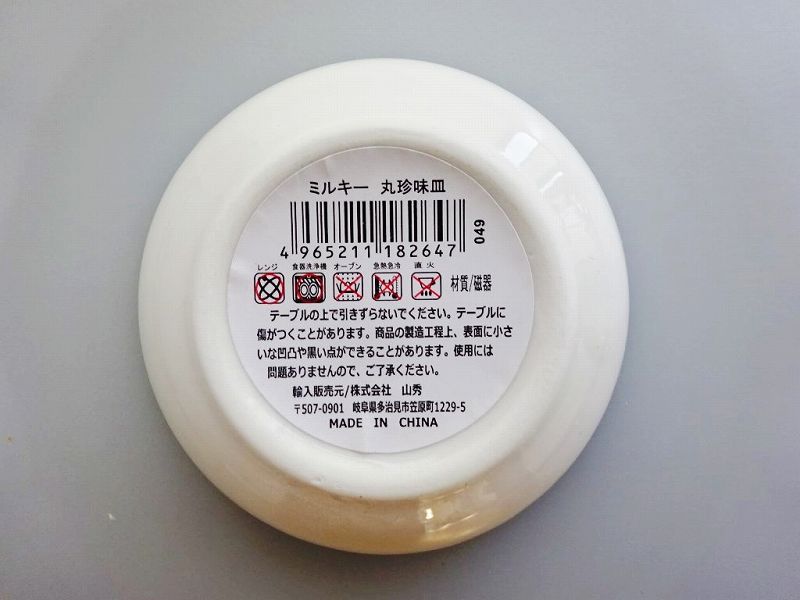 ミルキー 丸珍味皿
049
4 965211 182647
レンジ 食器洗浄機 オーブン 急熱急冷 直火
材質/磁器
テーブルの上で引きずらないでください。テーブルに
傷がつくことがあります。商品の製造工程上、表面に小さ
いな凹凸や黒い点ができることがあります。使用には
問題ありませんので、ご了承ください。
輸入販売元/株式会社 山秀
〒507-0901 岐阜県多治見市笠原町1229-5
MADE IN CHINA